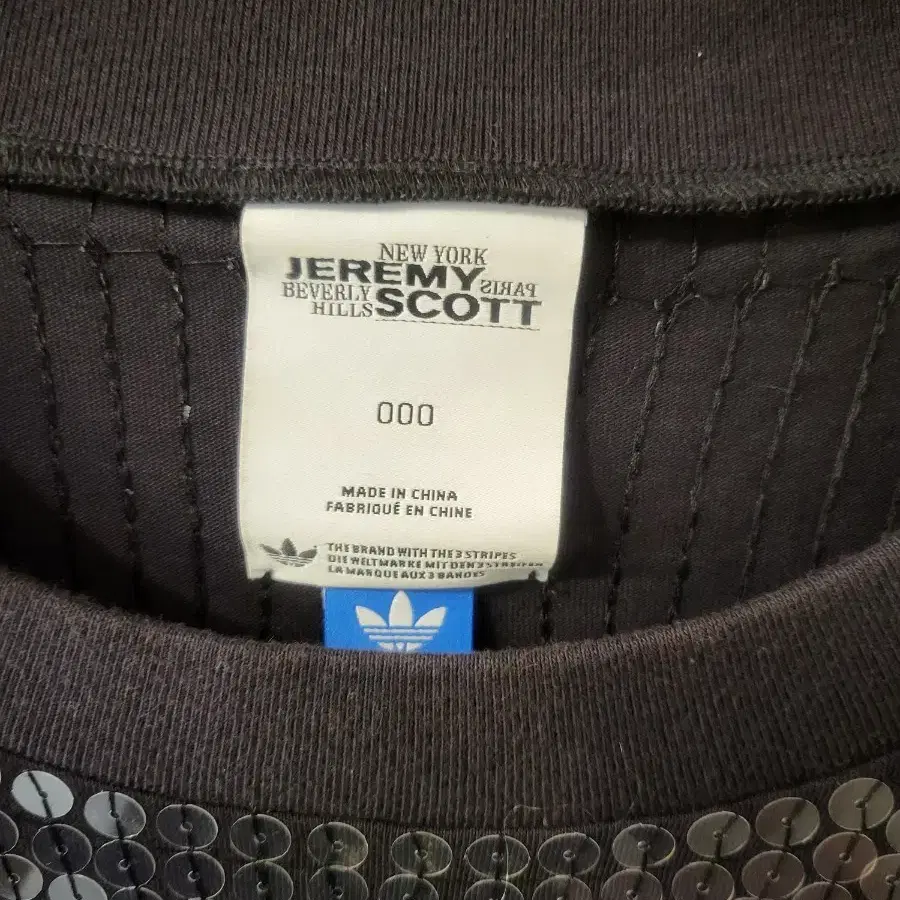 NEW YORK
JEREMY
PARIS
BEVERLY
HILLS SCOTT
000
MADE IN CHINA
FABRIQUÉ EN CHINE
THE BRAND WITH THE 3 STRIPES
DIE WELTMARKE MIT DEN 3 STREIFEN
LA MARQUE AUX 3 BANDES